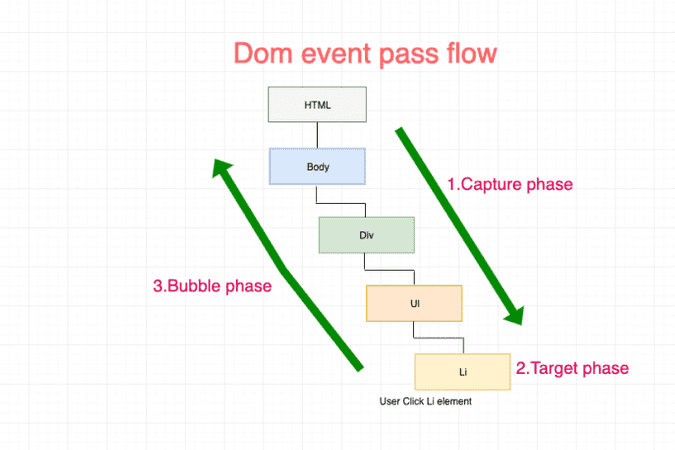 Dom event pass flow
HTML
Body
1.Capture phase
Div
3.Bubble phase
Ul
Li
2.Target phase
User Click Li element